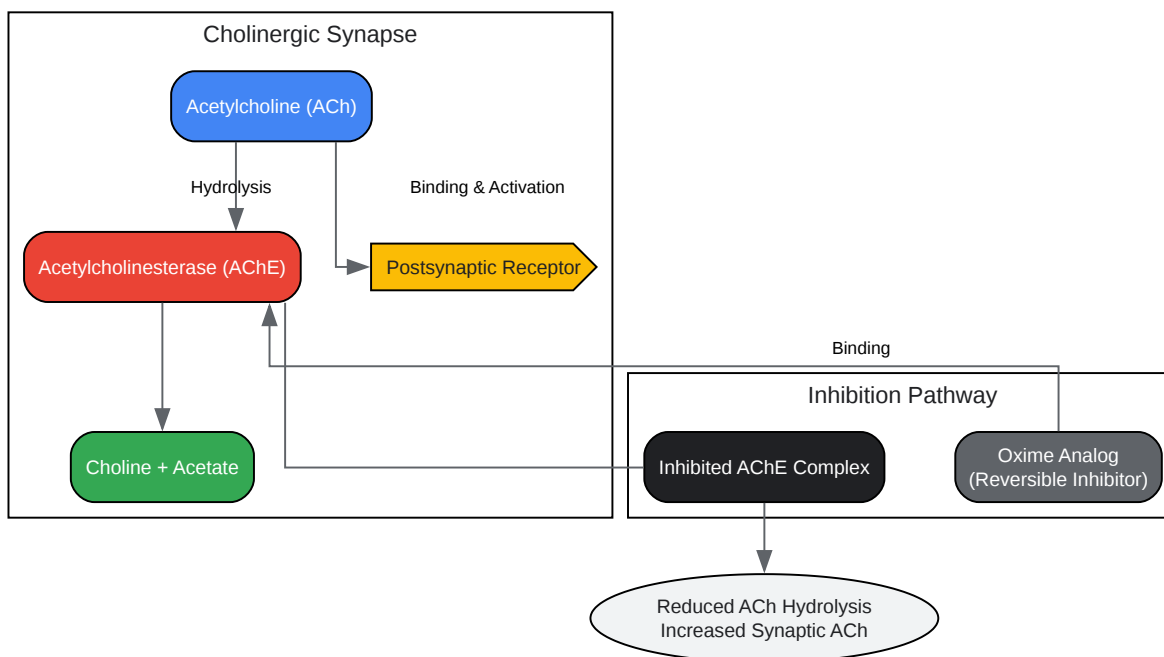 Cholinergic Synapse
Acetylcholine (ACh)
Hydrolysis
Binding & Activation
Acetylcholinesterase (AChE)
Postsynaptic Receptor
Binding
Inhibition Pathway
Choline + Acetate
Inhibited AChE Complex
Oxime Analog
(Reversible Inhibitor)
Reduced ACh Hydrolysis
Increased Synaptic ACh